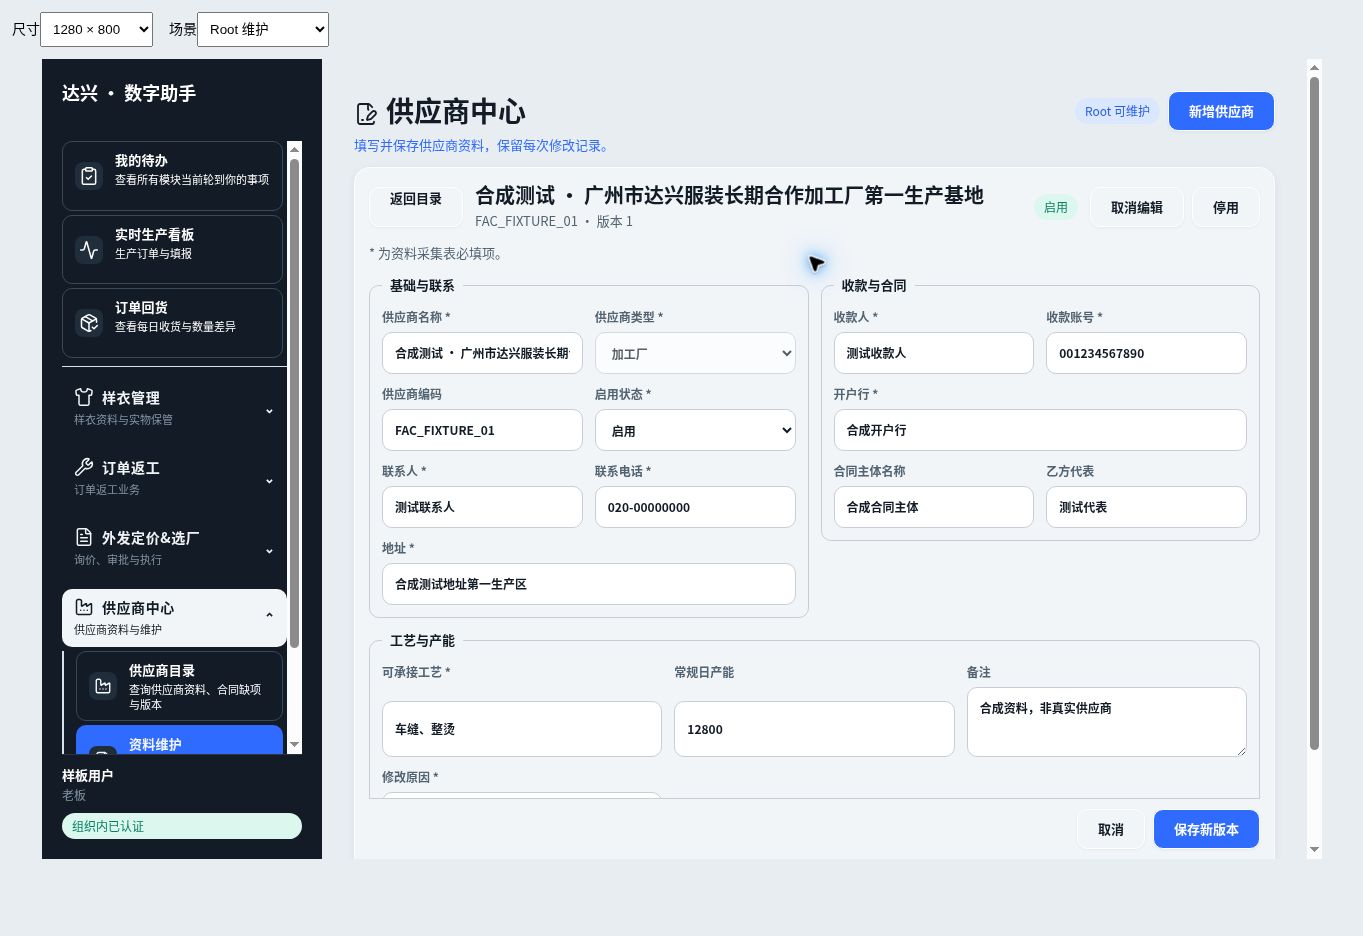 尺寸 1280 × 800 场景 Root 维护
达兴 · 数字助手
我的待办
查看所有模块当前轮到你的事项
实时生产看板
生产订单与填报
订单回货
查看每日收货与数量差异
样衣管理
样衣资料与实物保管
订单返工
订单返工业务
外发定价&选厂
询价、审批与执行
供应商中心
供应商资料与维护
供应商目录
查询供应商资料、合同缺项
与版本
资料维护
样板用户
老板
组织内已认证
供应商中心
Root 可维护
新增供应商
填写并保存供应商资料，保留每次修改记录。
返回目录
合成测试 · 广州市达兴服装长期合作加工厂第一生产基地
FAC_FIXTURE_01 · 版本 1
启用
取消编辑
停用
* 为资料采集表必填项。
基础与联系
供应商名称 * 供应商类型 *
合成测试 · 广州市达兴服装长期 加工厂
供应商编码 启用状态 *
FAC_FIXTURE_01 启用
联系人 * 联系电话 *
测试联系人 020-00000000
地址 *
合成测试地址第一生产区
收款与合同
收款人 * 收款账号 *
测试收款人 001234567890
开户行 *
合成开户行
合同主体名称 乙方代表
合成合同主体 测试代表
工艺与产能
可承接工艺 * 常规日产能 备注
车缝、整烫 12800 合成资料，非真实供应商
修改原因 *
取消 保存新版本